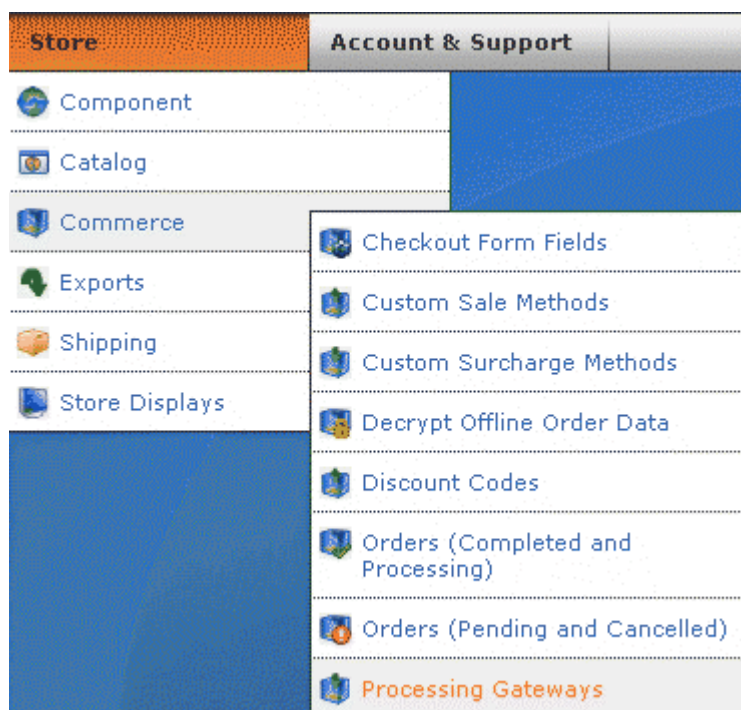 Store
Account & Support
Component
Catalog
Commerce
Exports
Shipping
Store Displays
Checkout Form Fields
Custom Sale Methods
Custom Surcharge Methods
Decrypt Offline Order Data
Discount Codes
Orders (Completed and
Processing)
Orders (Pending and Cancelled)
Processing Gateways